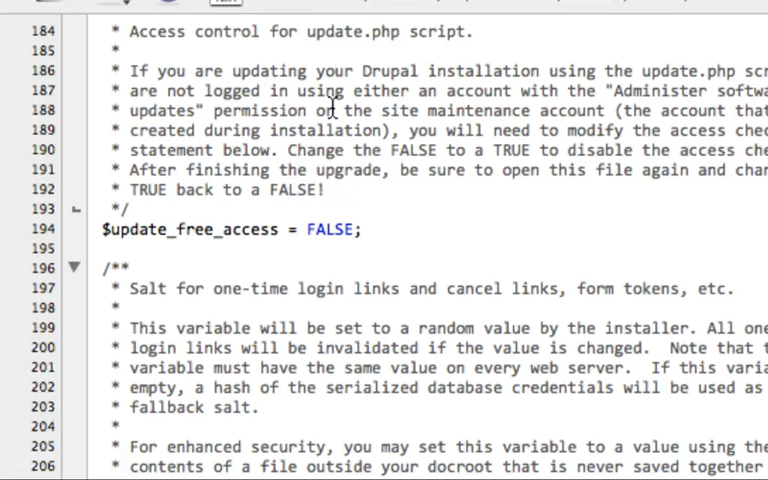 184 * Access control for update.php script.
185 *
186 * If you are updating your Drupal installation using the update.php scr
187 * are not logged in using either an account with the "Administer softwa
188 * updates" permission or the site maintenance account (the account that
189 * created during installation), you will need to modify the access chec
190 * statement below. Change the FALSE to a TRUE to disable the access che
191 * After finishing the upgrade, be sure to open this file again and chan
192 * TRUE back to a FALSE!
193 */
194 $update_free_access = FALSE;
195
196 /**
197 * Salt for one-time login links and cancel links, form tokens, etc.
198 *
199 * This variable will be set to a random value by the installer. All one
200 * login links will be invalidated if the value is changed.  Note that t
201 * variable must have the same value on every web server.  If this varia
202 * empty, a hash of the serialized database credentials will be used as
203 * fallback salt.
204 *
205 * For enhanced security, you may set this variable to a value using the
206 * contents of a file outside your docroot that is never saved together